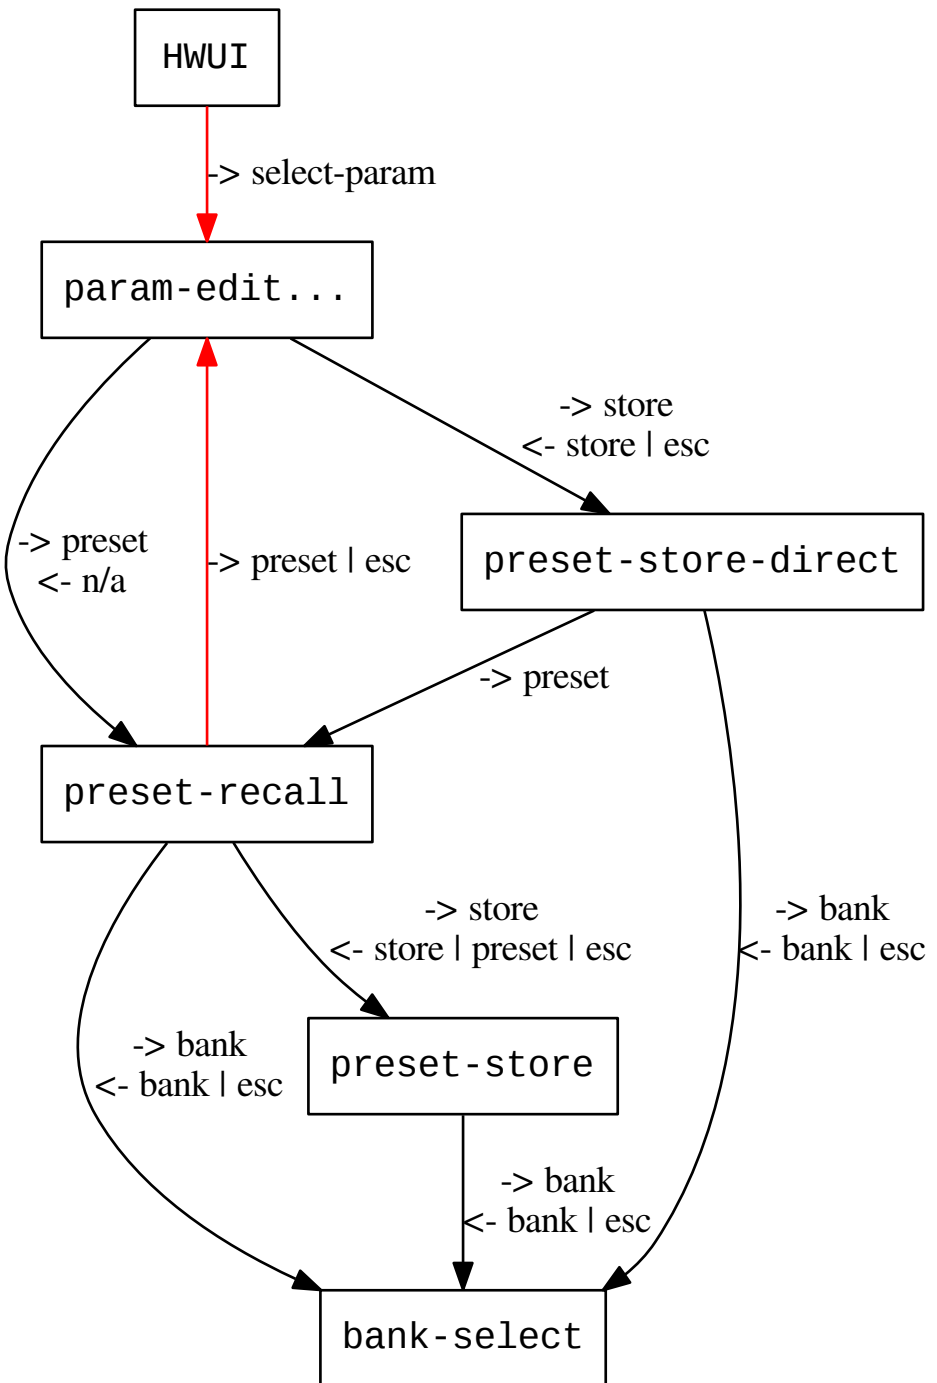 HWUI
-> select-param
param-edit...
-> store
<- store | esc
-> preset
<- n/a
-> preset | esc
preset-store-direct
-> preset
preset-recall
-> store
<- store | preset | esc
-> bank
<- bank | esc
-> bank
<- bank | esc
preset-store
-> bank
<- bank | esc
bank-select